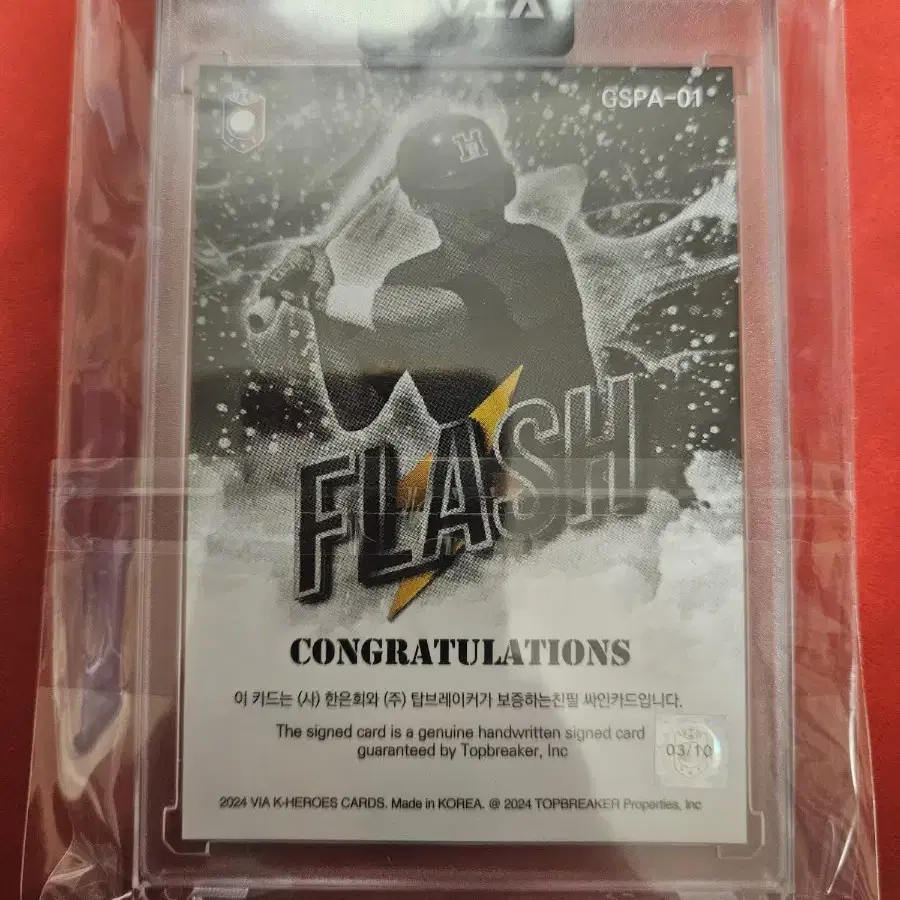 VIA
GSPA-01
H
FLASH
CONGRATULATIONS
이 카드는 (사) 한은회와 (주) 탑브레이커가 보증하는친필 싸인카드입니다.
The signed card is a genuine handwritten signed card
guaranteed by Topbreaker, Inc
03/10
2024 VIA K-HEROES CARDS. Made in KOREA. @ 2024 TOPBREAKER Properties, Inc